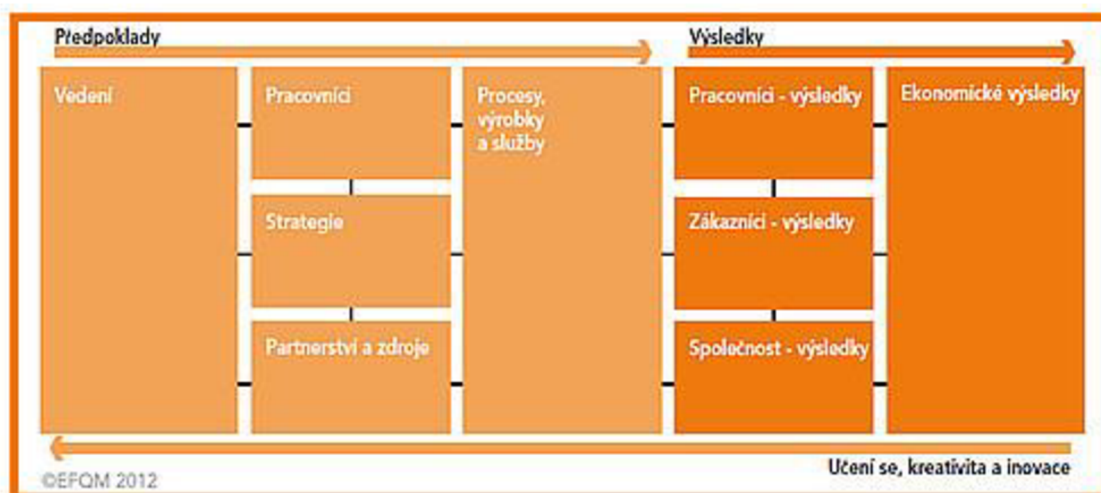 Předpoklady
Výsledky
Vedení
Pracovníci
Procesy,
výrobky
a služby
Pracovníci - výsledky
Ekonomické výsledky
Strategie
Zákazníci - výsledky
Partnerství a zdroje
Společnost - výsledky
Učení se, kreativita a inovace
©EFQM 2012